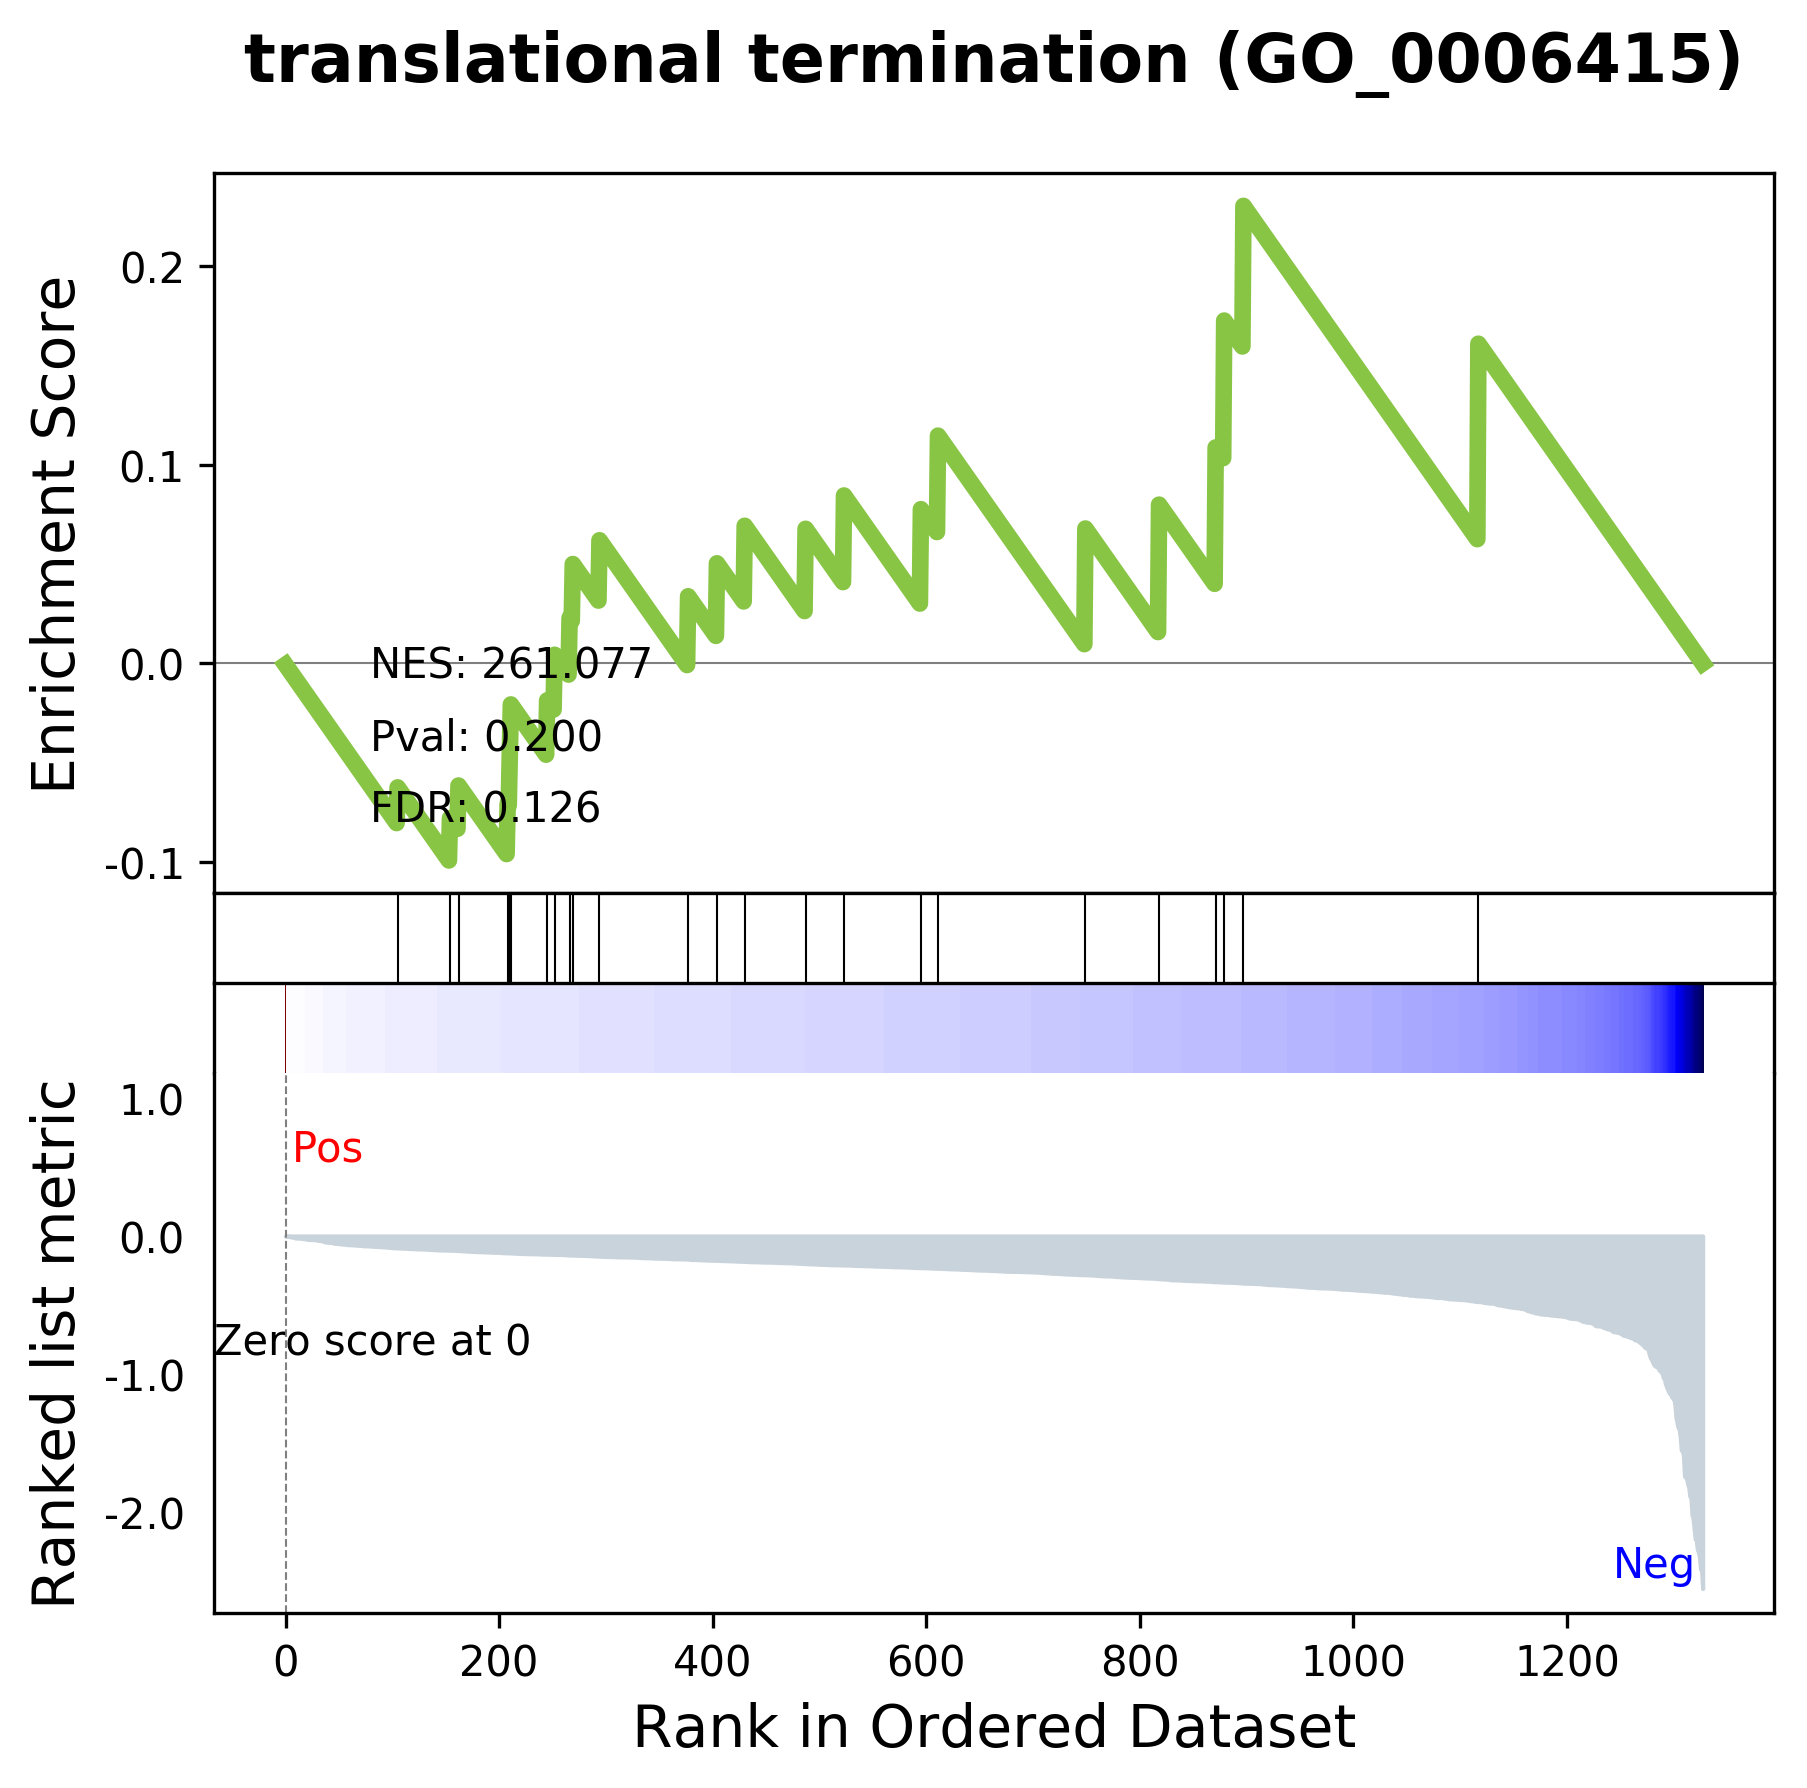 translational termination (GO_0006415)
Enrichment Score
0.2
0.1
0.0
-0.1
NES: 261.077
Pval: 0.200
FDR: 0.126
Ranked list metric
1.0
0.0
-1.0
-2.0
Pos
Zero score at 0
Neg
0 200 400 600 800 1000 1200
Rank in Ordered Dataset